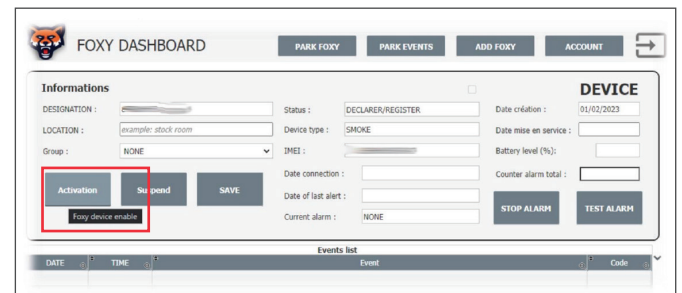 FOXY DASHBOARD
PARK FOXY
PARK EVENTS
ADD FOXY
ACCOUNT
Informations
DEVICE
DESIGNATION :
Status :
DECLARER/REGISTER
Date création :
01/02/2023
LOCATION :
example: stock room
Device type :
SMOKE
Date mise en service :
Group :
NONE
IMEI :
Battery level (%):
Date connection :
Counter alarm total :
Activation
Suspend
SAVE
Date of last alert :
STOP ALARM
TEST ALARM
Foxy device enable
Current alarm :
NONE
Events list
DATE
TIME
Event
Code